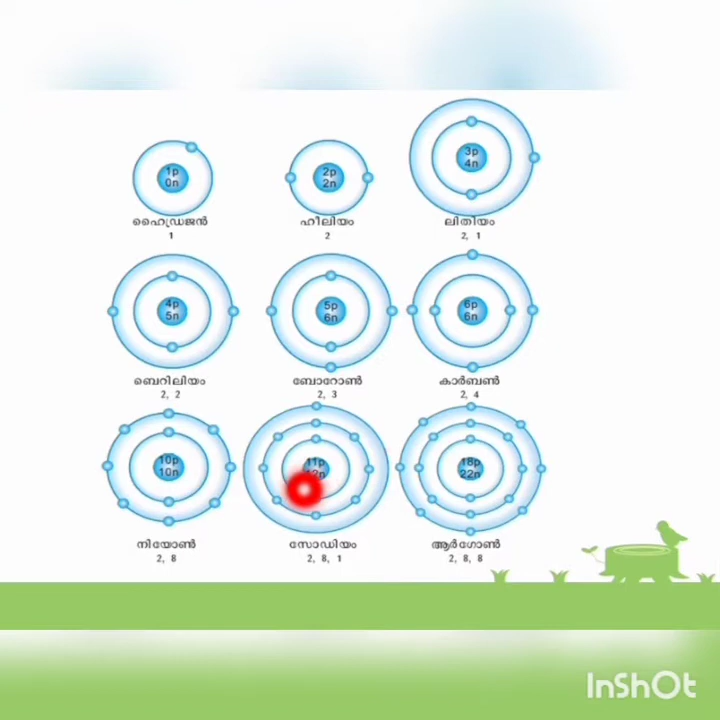 1p
0n
ഹൈഡ്രജൻ
1
2p
2n
ഹീലിയം
2
3p
4n
ലിതിയം
2, 1
4p
5n
ബെറിലിയം
2, 2
5p
6n
ബോറോൺ
2, 3
6p
6n
കാർബൺ
2, 4
10p
10n
നിയോൺ
2, 8
11p
സോഡിയം
2, 8, 1
18p
22n
ആർഗോൺ
2, 8, 8
InShOt